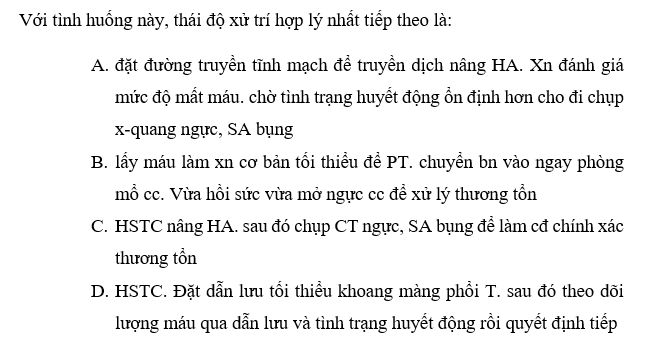 Với tình huống này, thái độ xử trí hợp lý nhất tiếp theo là:
A. đặt đường truyền tĩnh mạch để truyền dịch nâng HA. Xn đánh giá
mức độ mất máu. chờ tình trạng huyết động ổn định hơn cho đi chụp
x-quang ngực, SA bụng
B. lấy máu làm xn cơ bản tối thiểu để PT. chuyển bn vào ngay phòng
mổ cc. Vừa hồi sức vừa mở ngực cc để xử lý thương tổn
C. HSTC nâng HA. sau đó chụp CT ngực, SA bụng để làm cđ chính xác
thương tổn
D. HSTC. Đặt dẫn lưu tối thiểu khoang màng phổi T. sau đó theo dõi
lượng máu qua dẫn lưu và tình trạng huyết động rồi quyết định tiếp